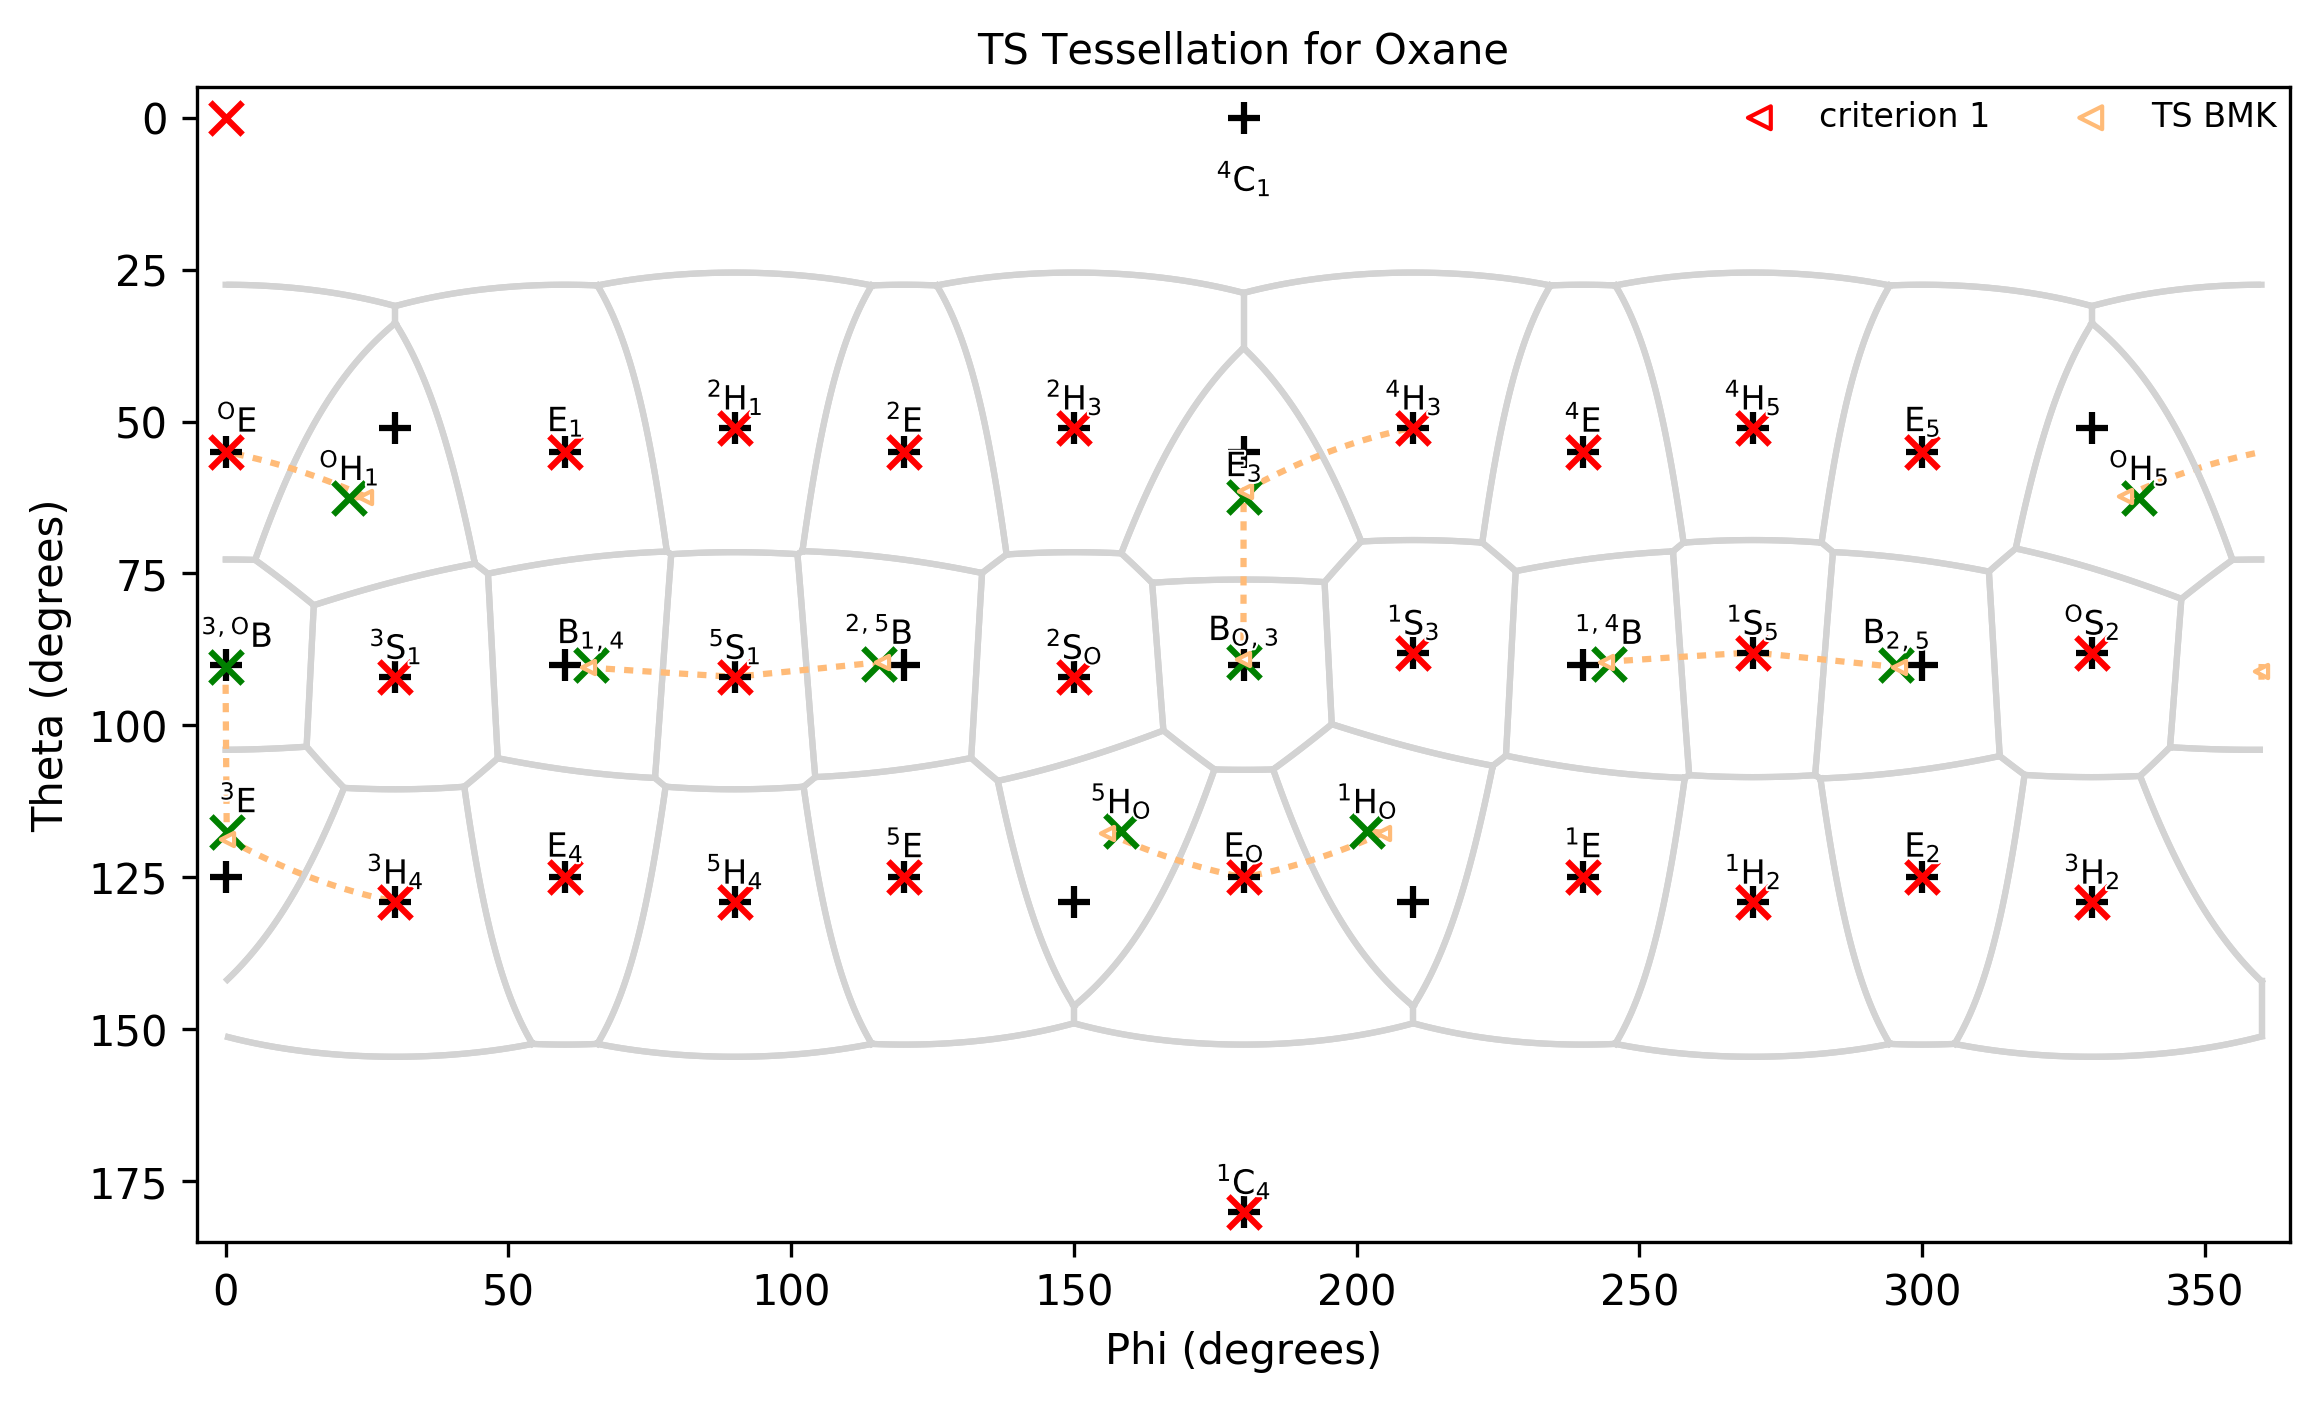 TS Tessellation for Oxane
criterion 1
TS BMK
⁴C₁
²H₁ ²H₃ ⁴H₃ ⁴H₅
ᴼE E₁ ²E E₃ ⁴E E₅
ᴼH₁ ᴼH₅
³,ᴼB ³S₁ B₁,₄ ⁵S₁ ²,⁵B ²Sₒ Bₒ,₃ ¹S₃ ¹,⁴B ¹S₅ B₂,₅ ᴼS₂
³E ⁵Hₒ ¹Hₒ
³H₄ E₄ ⁵H₄ ⁵E Eₒ ¹E ¹H₂ E₂ ³H₂
¹C₄
0
25
50
75
100
125
150
175
Theta (degrees)
0 50 100 150 200 250 300 350
Phi (degrees)